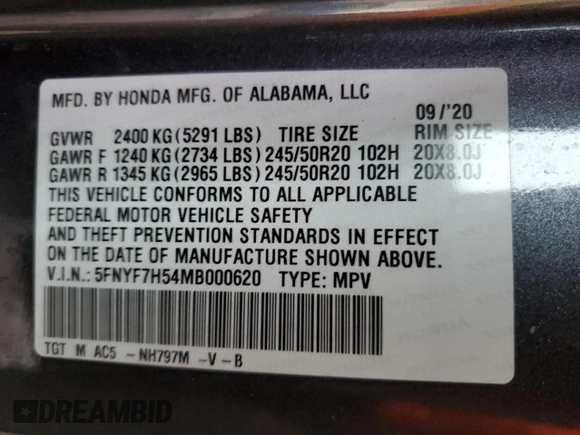 MFD. BY HONDA MFG. OF ALABAMA, LLC
09/'20
GVWR 2400 KG (5291 LBS) TIRE SIZE RIM SIZE
GAWR F 1240 KG (2734 LBS) 245/50R20 102H 20X8.0J
GAWR R 1345 KG (2965 LBS) 245/50R20 102H 20X8.0J
THIS VEHICLE CONFORMS TO ALL APPLICABLE
FEDERAL MOTOR VEHICLE SAFETY
AND THEFT PREVENTION STANDARDS IN EFFECT
ON THE DATE OF MANUFACTURE SHOWN ABOVE.
V.I.N.: 5FNYF7H54MB000620 TYPE: MPV
TGT M AC5 - NH797M - V - B
DREAMBID